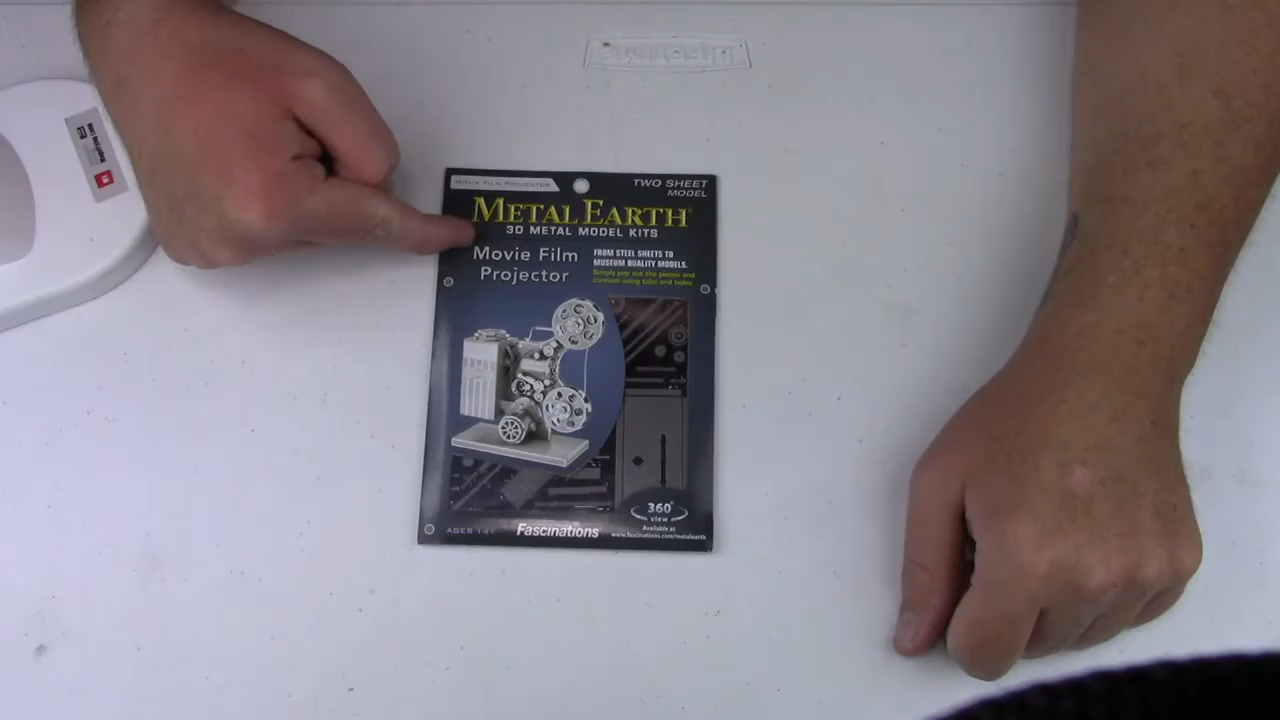 MOVIE FILM PROJECTOR
TWO SHEET
MODEL
METAL EARTH®
3D METAL MODEL KITS
Movie Film
Projector
FROM STEEL SHEETS TO
MUSEUM QUALITY MODELS.
Simply pop out the pieces and
connect using tabs and holes.
360°
view
Available at
www.fascinations.com/metalearth
AGES 14+
Fascinations